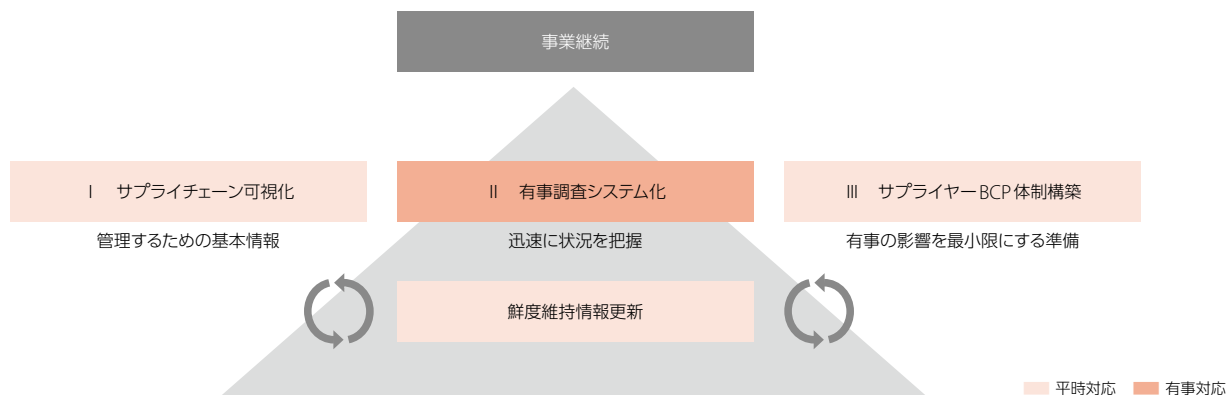 事業継続
Ⅰ サプライチェーン可視化
Ⅱ 有事調査システム化
Ⅲ サプライヤーBCP体制構築
管理するための基本情報
迅速に状況を把握
有事の影響を最小限にする準備
鮮度維持情報更新
平時対応
有事対応